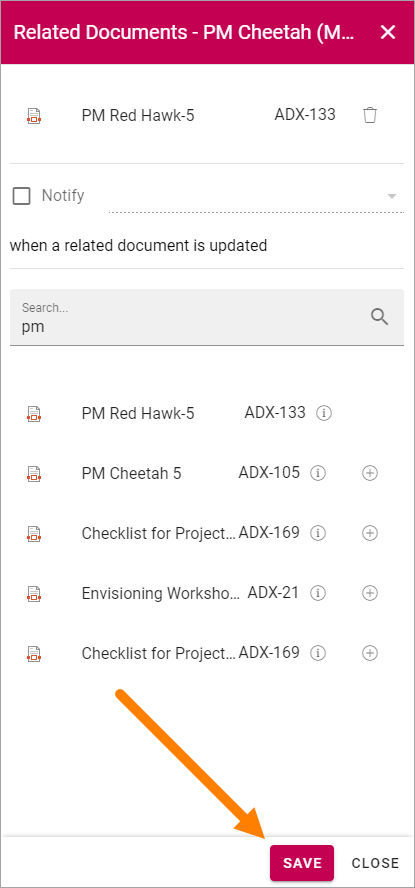 Related Documents - PM Cheetah (M...
PM Red Hawk-5 ADX-133
Notify
when a related document is updated
Search...
pm
PM Red Hawk-5 ADX-133
PM Cheetah 5 ADX-105
Checklist for Project... ADX-169
Envisioning Worksho... ADX-21
Checklist for Project... ADX-169
SAVE CLOSE